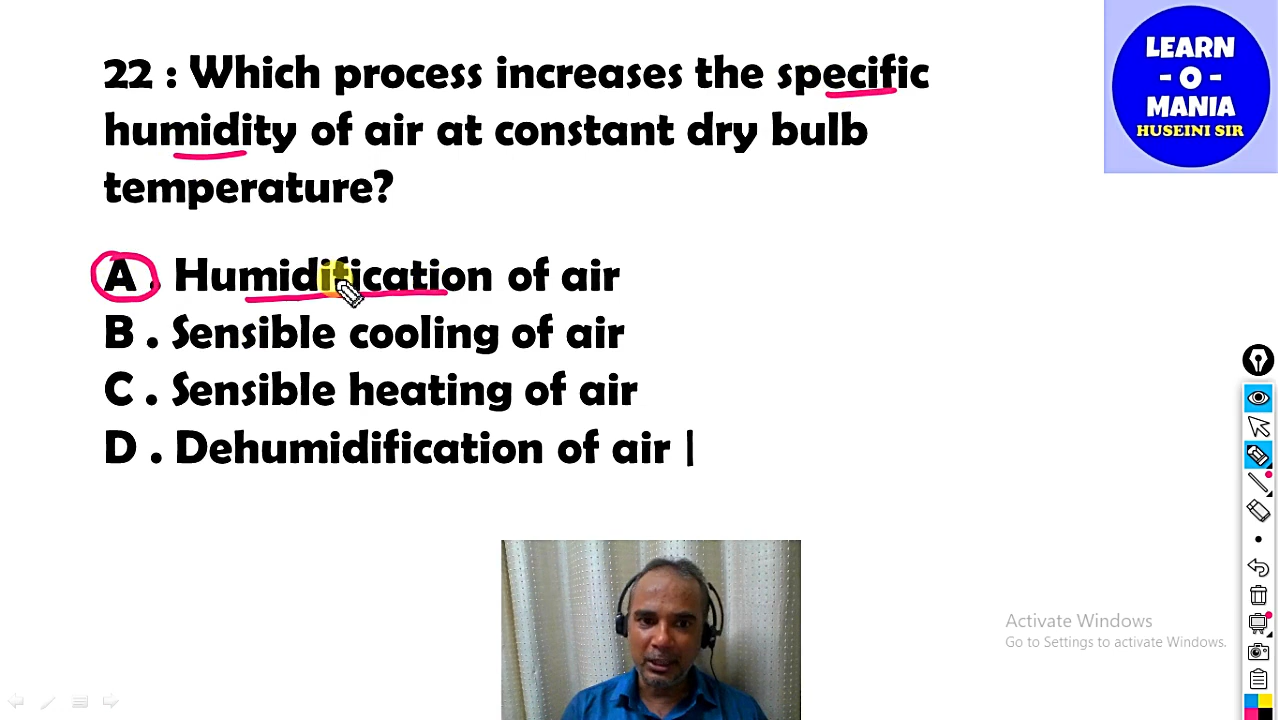 22 : Which process increases the specific
humidity of air at constant dry bulb
temperature?
A . Humidification of air
B . Sensible cooling of air
C . Sensible heating of air
D . Dehumidification of air |
LEARN
- O -
MANIA
HUSEINI SIR
Activate Windows
Go to Settings to activate Windows.